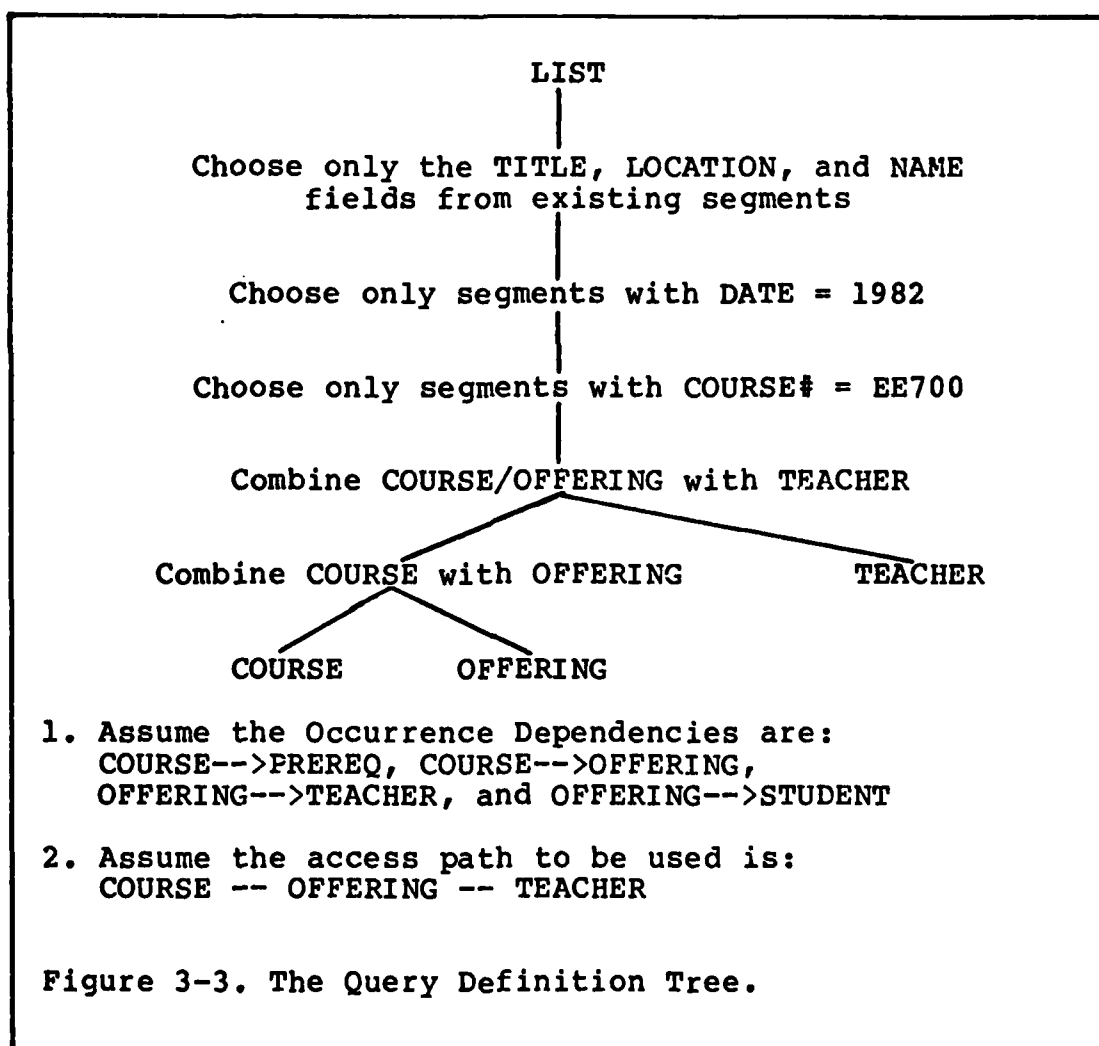 LIST
Choose only the TITLE, LOCATION, and NAME
fields from existing segments
Choose only segments with DATE = 1982
Choose only segments with COURSE# = EE700
Combine COURSE/OFFERING with TEACHER
Combine COURSE with OFFERING TEACHER
COURSE OFFERING
1. Assume the Occurrence Dependencies are:
COURSE-->PREREQ, COURSE-->OFFERING,
OFFERING-->TEACHER, and OFFERING-->STUDENT
2. Assume the access path to be used is:
COURSE -- OFFERING -- TEACHER
Figure 3-3. The Query Definition Tree.